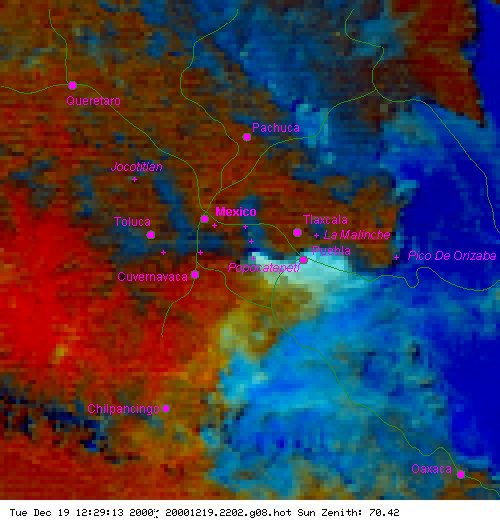 Queretaro
Pachuca
Jocotitlan
Mexico
Toluca
Tlaxcala
La Malinche
Puebla
Pico De Orizaba
Popocatepetl
Cuvernavaca
Chilpancingo
Oaxaca
Tue Dec 19 12:29:13 2000 20001219.2202.g08.hot Sun Zenith: 70.42